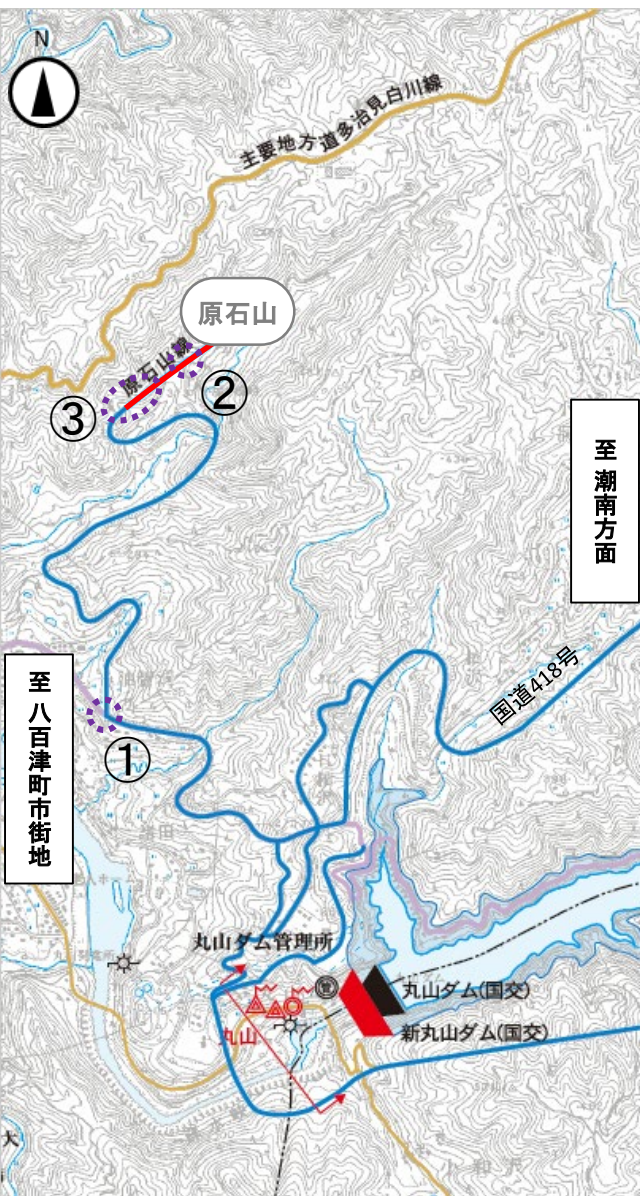 N
主要地方道多治見白川線
原石山
原石山線
②
③
至 潮南方面
国道418号
至 八百津町市街地
①
丸山ダム管理所
管
丸山ダム(国交)
新丸山ダム(国交)
丸山
大